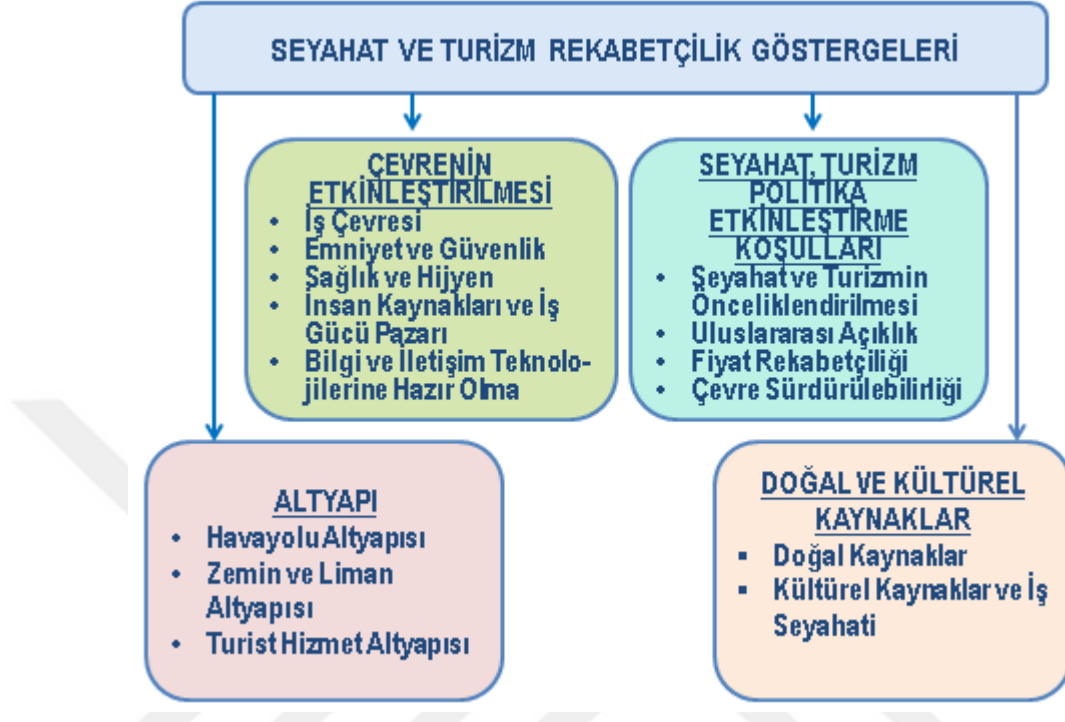 SEYAHAT VE TURİZM REKABETÇİLİK GÖSTERGELERİ
ÇEVRENİN
ETKİNLEŞTİRİLMESİ
• İş Çevresi
• Emniyet ve Güvenlik
• Sağlık ve Hijyen
• İnsan Kaynakları ve İş
Gücü Pazarı
• Bilgi ve İletişim Teknolo-
jilerine Hazır Olma
SEYAHAT, TURİZM
POLİTİKA
ETKİNLEŞTİRME
KOŞULLARI
• Seyahat ve Turizmin
Önceliklendirilmesi
• Uluslararası Açıklık
• Fiyat Rekabetçiliği
• Çevre Sürdürülebilirliği
ALTYAPI
• Havayolu Altyapısı
• Zemin ve Liman
Altyapısı
• Turist Hizmet Altyapısı
DOĞAL VE KÜLTÜREL
KAYNAKLAR
▪ Doğal Kaynaklar
▪ Kültürel Kaynaklar ve İş
Seyahati